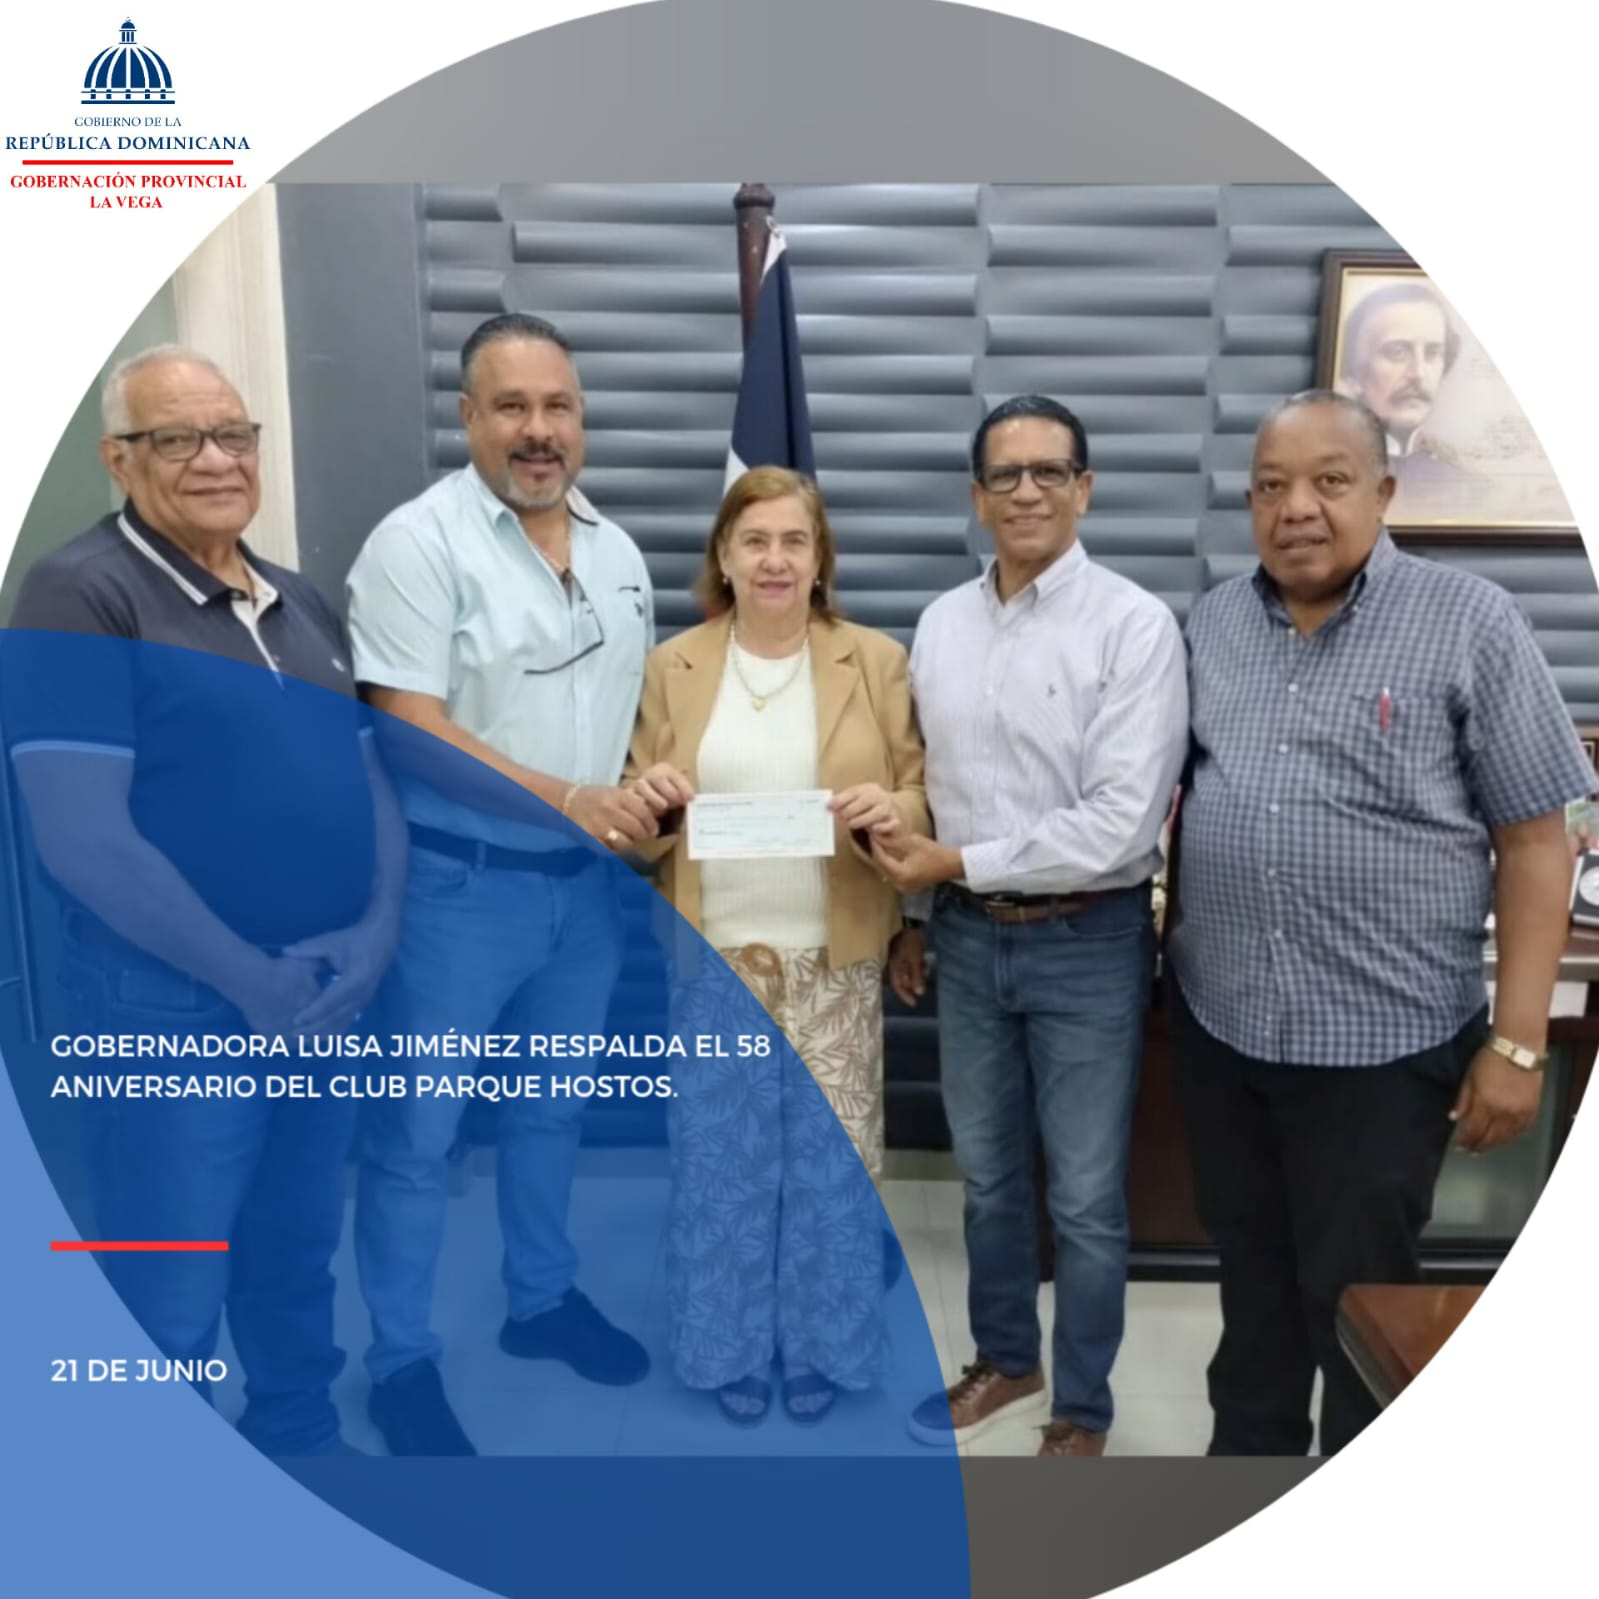 GOBIERNO DE LA
REPÚBLICA DOMINICANA
GOBERNACIÓN PROVINCIAL
LA VEGA
GOBERNADORA LUISA JIMÉNEZ RESPALDA EL 58
ANIVERSARIO DEL CLUB PARQUE HOSTOS.
21 DE JUNIO